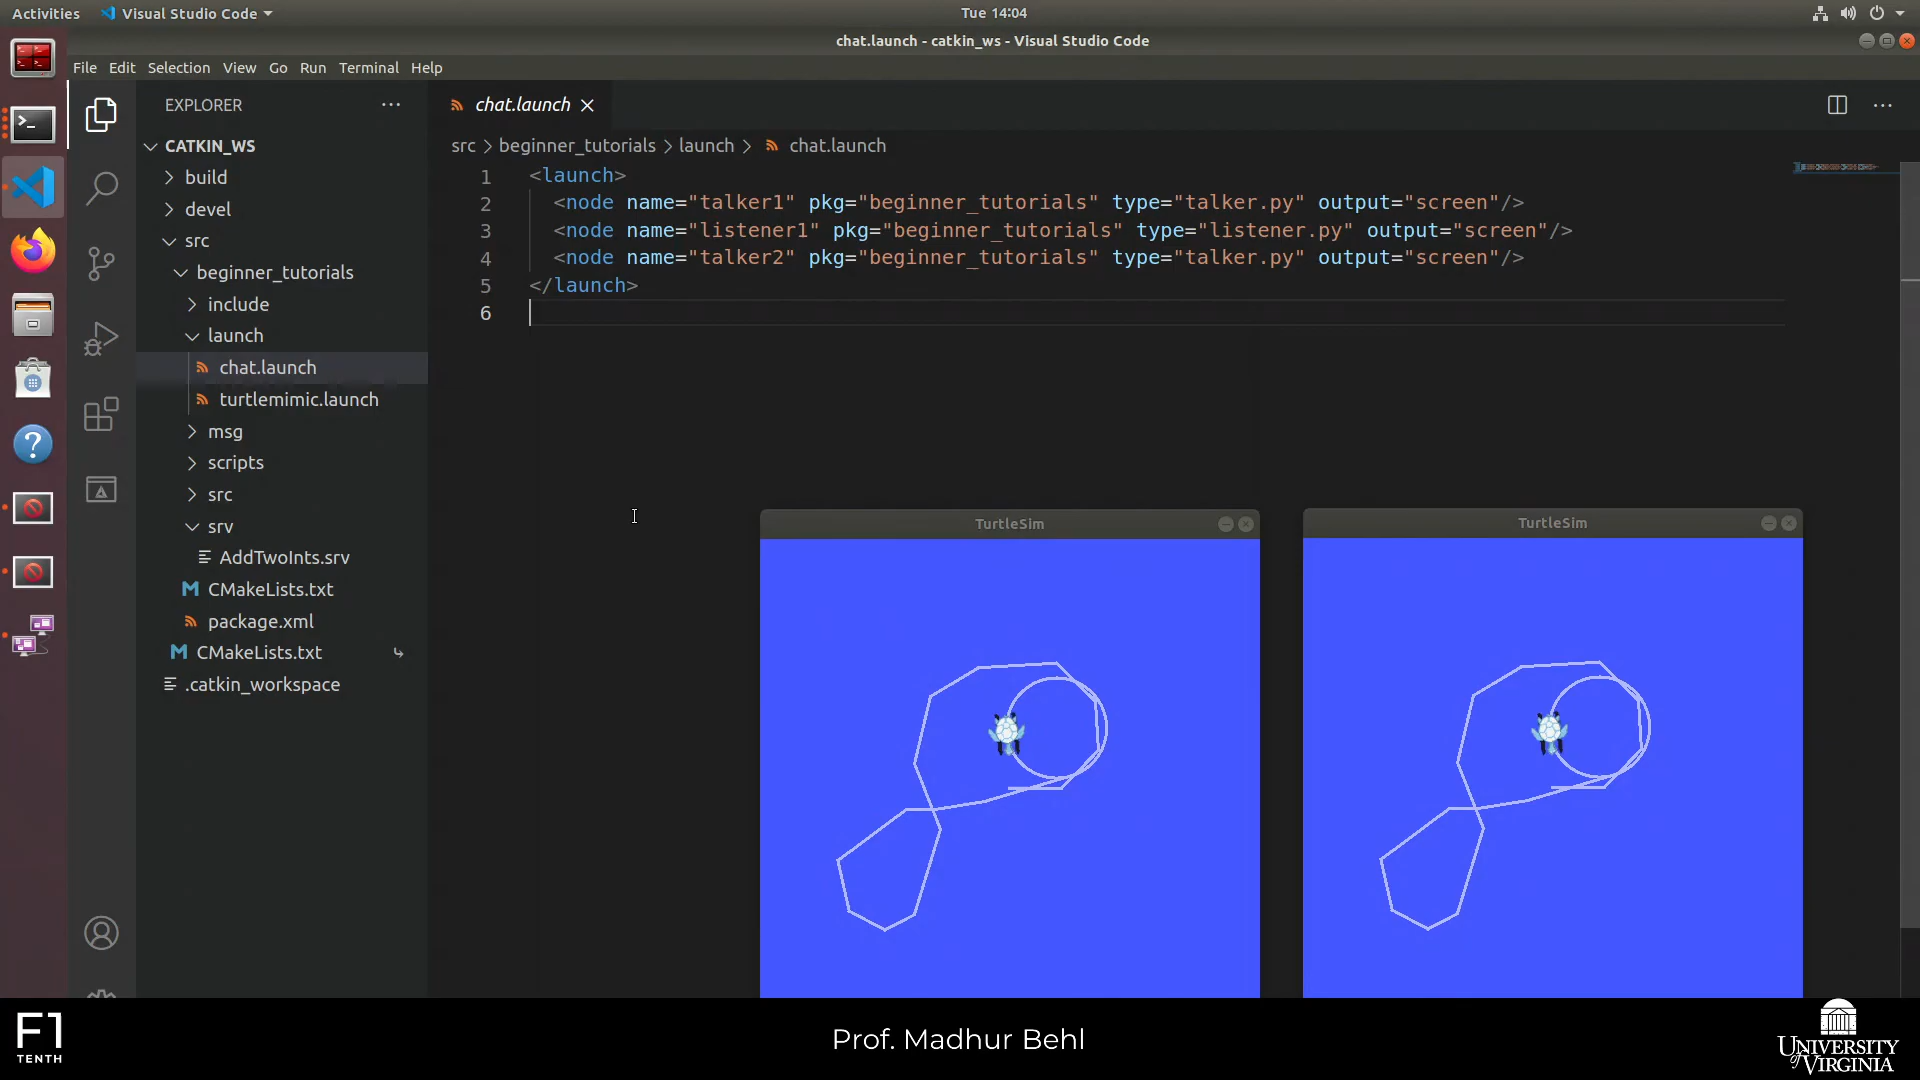 Activities Visual Studio Code Tue 14:04
chat.launch - catkin_ws - Visual Studio Code
File Edit Selection View Go Run Terminal Help
EXPLORER
CATKIN_WS
build
devel
src
beginner_tutorials
include
launch
chat.launch
turtlemimic.launch
msg
scripts
src
srv
AddTwoInts.srv
CMakeLists.txt
package.xml
CMakeLists.txt
.catkin_workspace
chat.launch
src > beginner_tutorials > launch > chat.launch
1 <launch>
2 <node name="talker1" pkg="beginner_tutorials" type="talker.py" output="screen"/>
3 <node name="listener1" pkg="beginner_tutorials" type="listener.py" output="screen"/>
4 <node name="talker2" pkg="beginner_tutorials" type="talker.py" output="screen"/>
5 </launch>
6
TurtleSim
TurtleSim
F1
TENTH
Prof. Madhur Behl
UNIVERSITY
of VIRGINIA